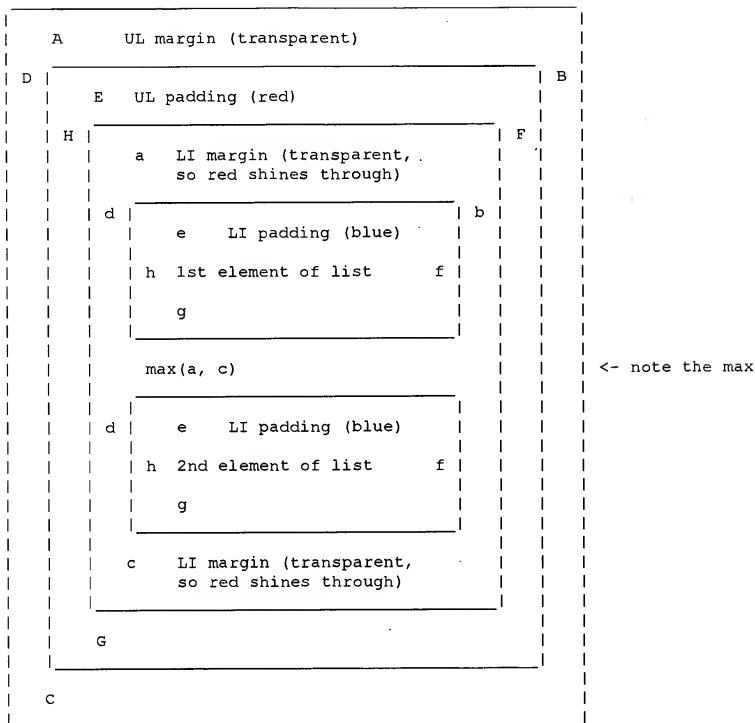 A UL margin (transparent)
D B
E UL padding (red)
H F
a LI margin (transparent,
so red shines through)
d b
e LI padding (blue)
h 1st element of list f
g
max(a, c) <- note the max
d e LI padding (blue)
h 2nd element of list f
g
c LI margin (transparent,
so red shines through)
G
C